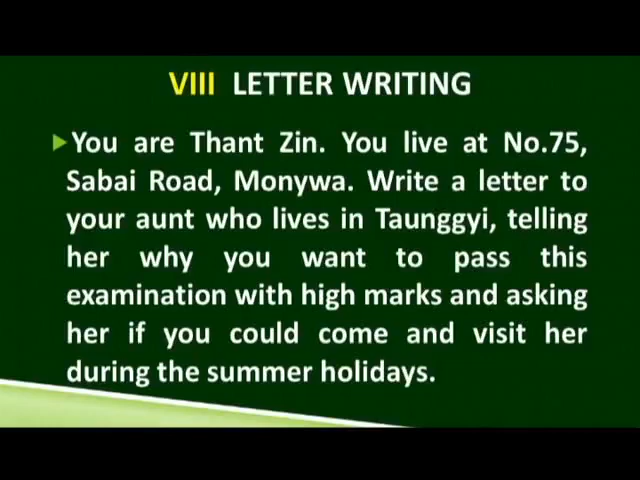 VIII LETTER WRITING
You are Thant Zin. You live at No.75,
Sabai Road, Monywa. Write a letter to
your aunt who lives in Taunggyi, telling
her why you want to pass this
examination with high marks and asking
her if you could come and visit her
during the summer holidays.